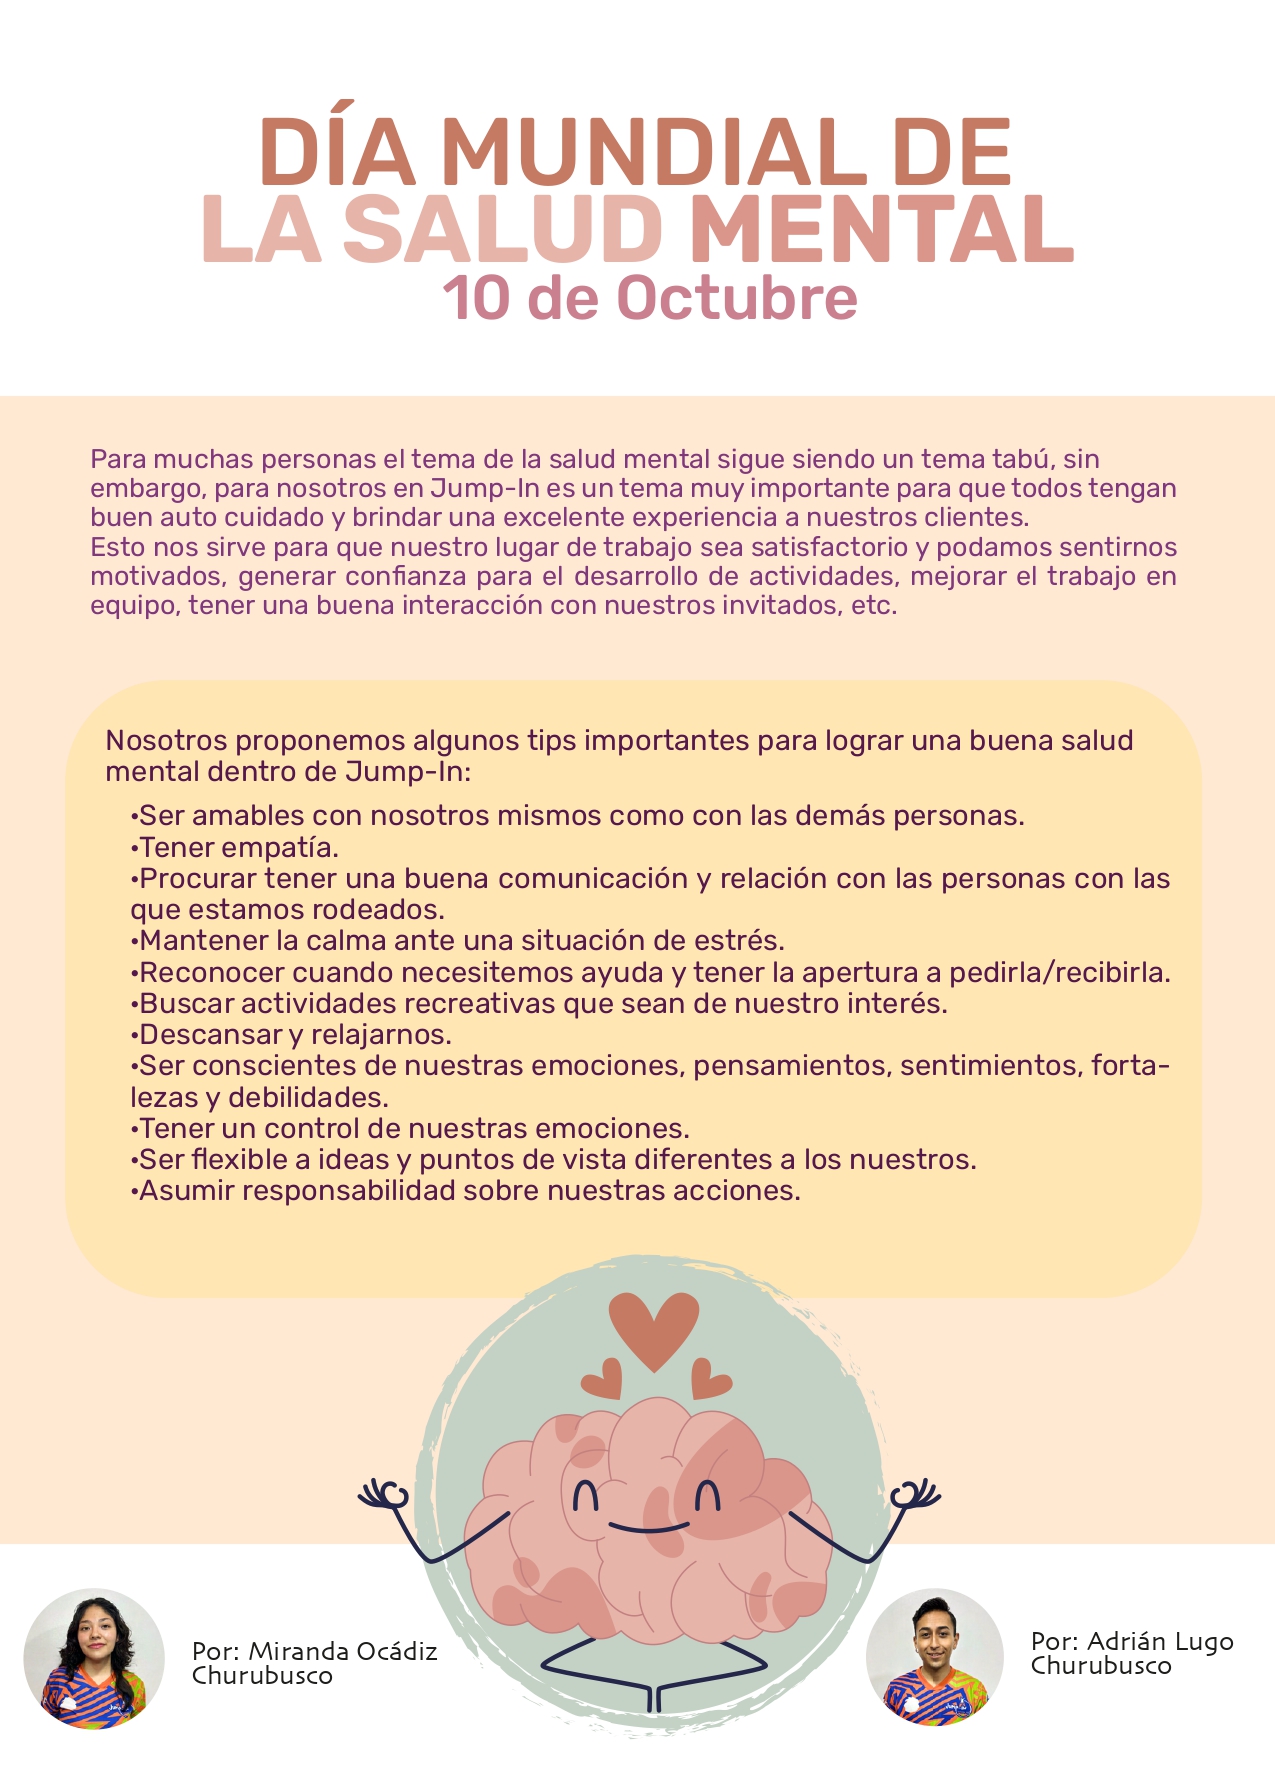 DÍA MUNDIAL DE
LA SALUD MENTAL
10 de Octubre
Para muchas personas el tema de la salud mental sigue siendo un tema tabú, sin
embargo, para nosotros en Jump-In es un tema muy importante para que todos tengan
buen auto cuidado y brindar una excelente experiencia a nuestros clientes.
Esto nos sirve para que nuestro lugar de trabajo sea satisfactorio y podamos sentirnos
motivados, generar confianza para el desarrollo de actividades, mejorar el trabajo en
equipo, tener una buena interacción con nuestros invitados, etc.
Nosotros proponemos algunos tips importantes para lograr una buena salud
mental dentro de Jump-In:
•Ser amables con nosotros mismos como con las demás personas.
•Tener empatía.
•Procurar tener una buena comunicación y relación con las personas con las
que estamos rodeados.
•Mantener la calma ante una situación de estrés.
•Reconocer cuando necesitemos ayuda y tener la apertura a pedirla/recibirla.
•Buscar actividades recreativas que sean de nuestro interés.
•Descansar y relajarnos.
•Ser conscientes de nuestras emociones, pensamientos, sentimientos, forta-
lezas y debilidades.
•Tener un control de nuestras emociones.
•Ser flexible a ideas y puntos de vista diferentes a los nuestros.
•Asumir responsabilidad sobre nuestras acciones.
Por: Miranda Ocádiz
Churubusco
Por: Adrián Lugo
Churubusco